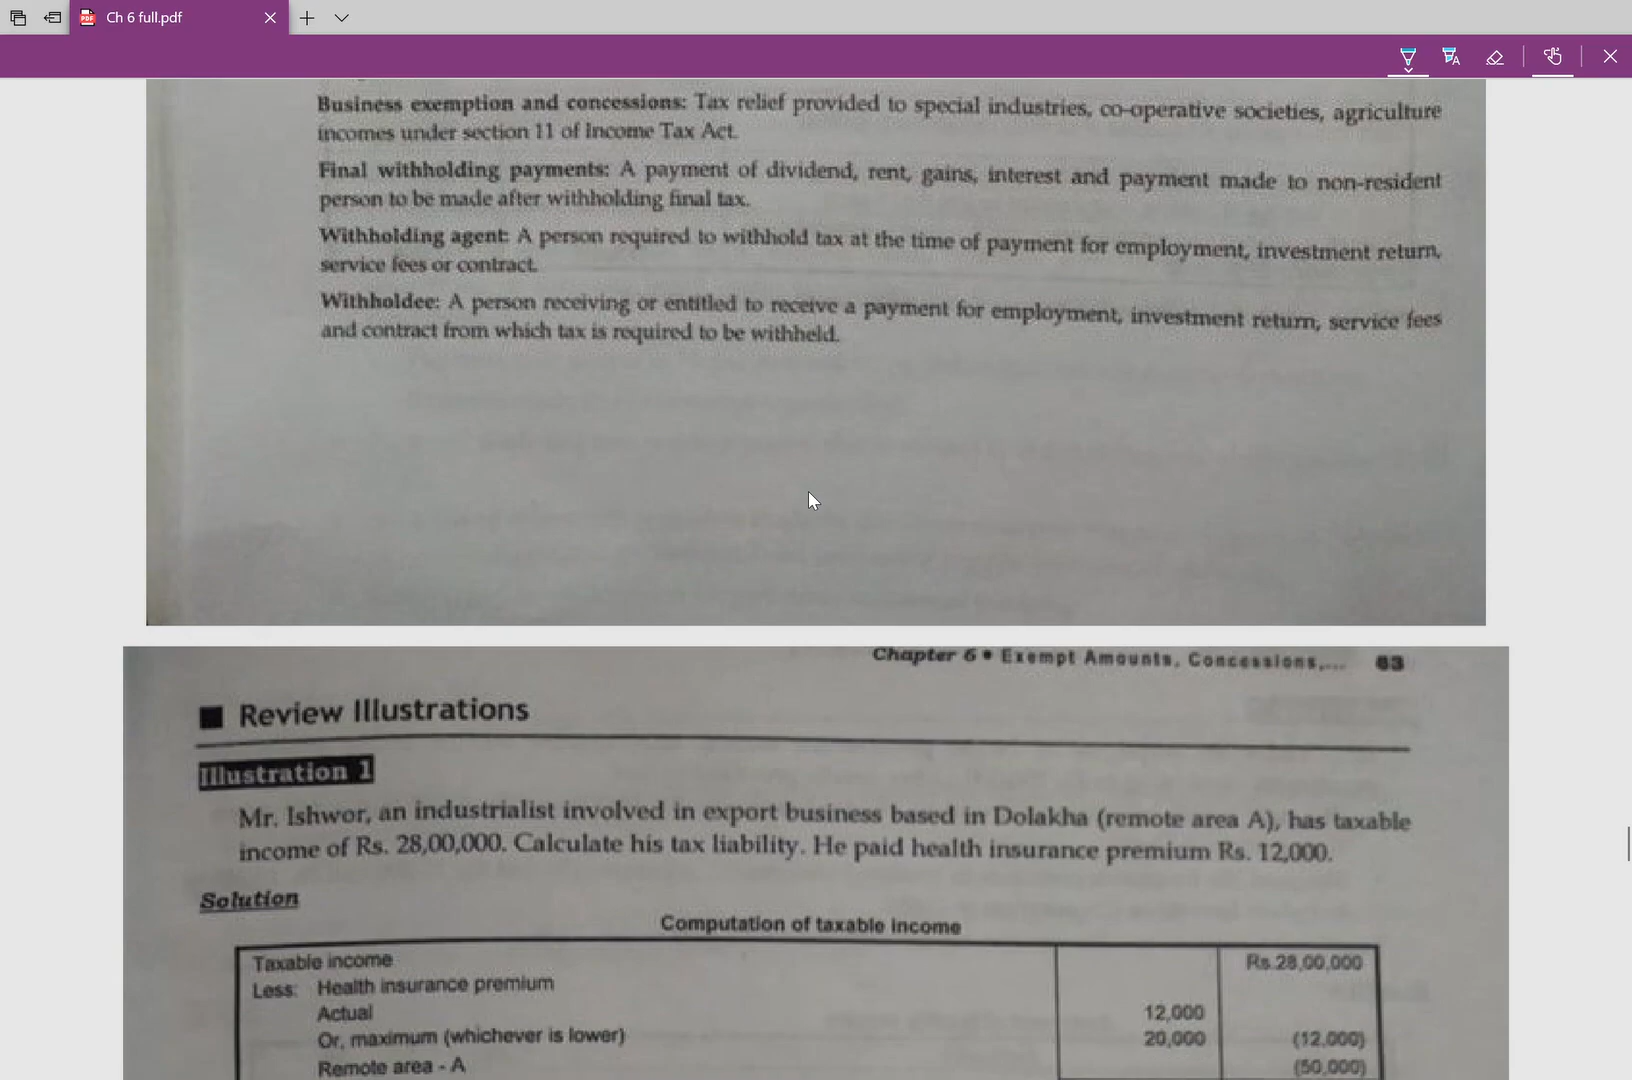 Ch 6 full.pdf
Business exemption and concessions: Tax relief provided to special industries, co-operative societies, agriculture
incomes under section 11 of Income Tax Act.
Final withholding payments: A payment of dividend, rent, gains, interest and payment made to non-resident
person to be made after withholding final tax.
Withholding agent: A person required to withhold tax at the time of payment for employment, investment return,
service fees or contract.
Withholdee: A person receiving or entitled to receive a payment for employment, investment return, service fees
and contract from which tax is required to be withheld.
Chapter 6 • Exempt Amounts, Concessions,... 63
Review Illustrations
Illustration 1
Mr. Ishwor, an industrialist involved in export business based in Dolakha (remote area A), has taxable
income of Rs. 28,00,000. Calculate his tax liability. He paid health insurance premium Rs. 12,000.
Solution
Computation of taxable income
Taxable income Rs.28,00,000
Less: Health insurance premium
Actual 12,000
Or, maximum (whichever is lower) 20,000 (12,000)
Remote area - A (50,000)